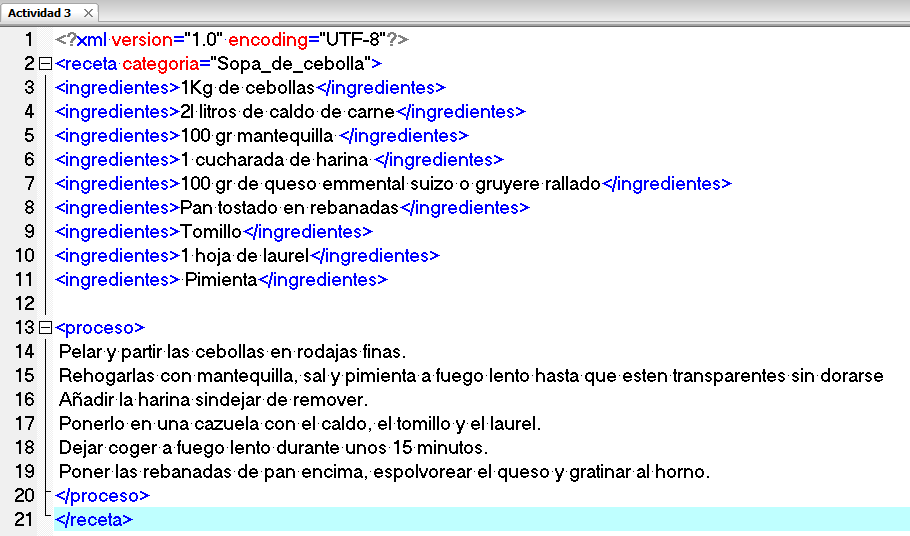 Actividad 3
1 <?xml version="1.0" encoding="UTF-8"?>
2 <receta categoria="Sopa_de_cebolla">
3 <ingredientes>1Kg de cebollas</ingredientes>
4 <ingredientes>2l litros de caldo de carne</ingredientes>
5 <ingredientes>100 gr mantequilla </ingredientes>
6 <ingredientes>1 cucharada de harina </ingredientes>
7 <ingredientes>100 gr de queso emmental suizo o gruyere rallado</ingredientes>
8 <ingredientes>Pan tostado en rebanadas</ingredientes>
9 <ingredientes>Tomillo</ingredientes>
10 <ingredientes>1 hoja de laurel</ingredientes>
11 <ingredientes> Pimienta</ingredientes>
12
13 <proceso>
14 Pelar y partir las cebollas en rodajas finas.
15 Rehogarlas con mantequilla, sal y pimienta a fuego lento hasta que esten transparentes sin dorarse
16 Añadir la harina sindejar de remover.
17 Ponerlo en una cazuela con el caldo, el tomillo y el laurel.
18 Dejar coger a fuego lento durante unos 15 minutos.
19 Poner las rebanadas de pan encima, espolvorear el queso y gratinar al horno.
20 </proceso>
21 </receta>